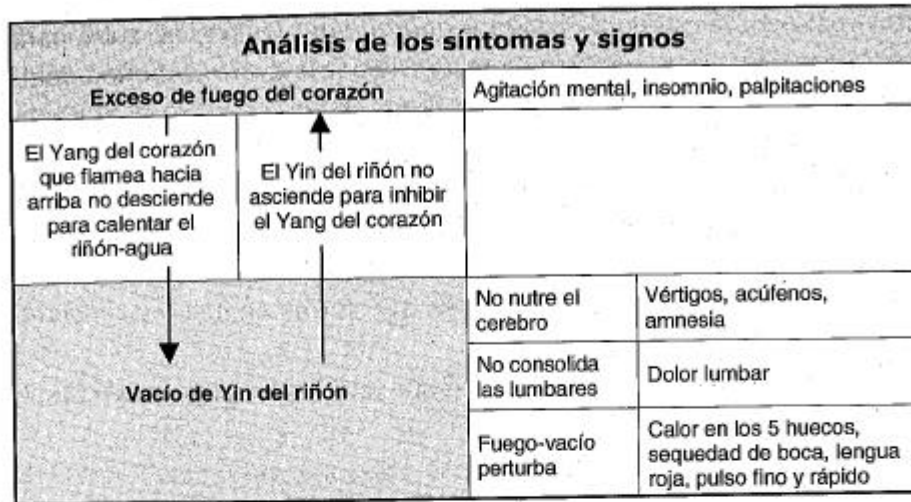 Análisis de los síntomas y signos
Exceso de fuego del corazón
Agitación mental, insomnio, palpitaciones
El Yang del corazón
que flamea hacia
arriba no desciende
para calentar el
riñón-agua
El Yin del riñón no
asciende para inhibir
el Yang del corazón
Vacío de Yin del riñón
No nutre el
cerebro
Vértigos, acúfenos,
amnesia
No consolida
las lumbares
Dolor lumbar
Fuego-vacío
perturba
Calor en los 5 huecos,
sequedad de boca, lengua
roja, pulso fino y rápido